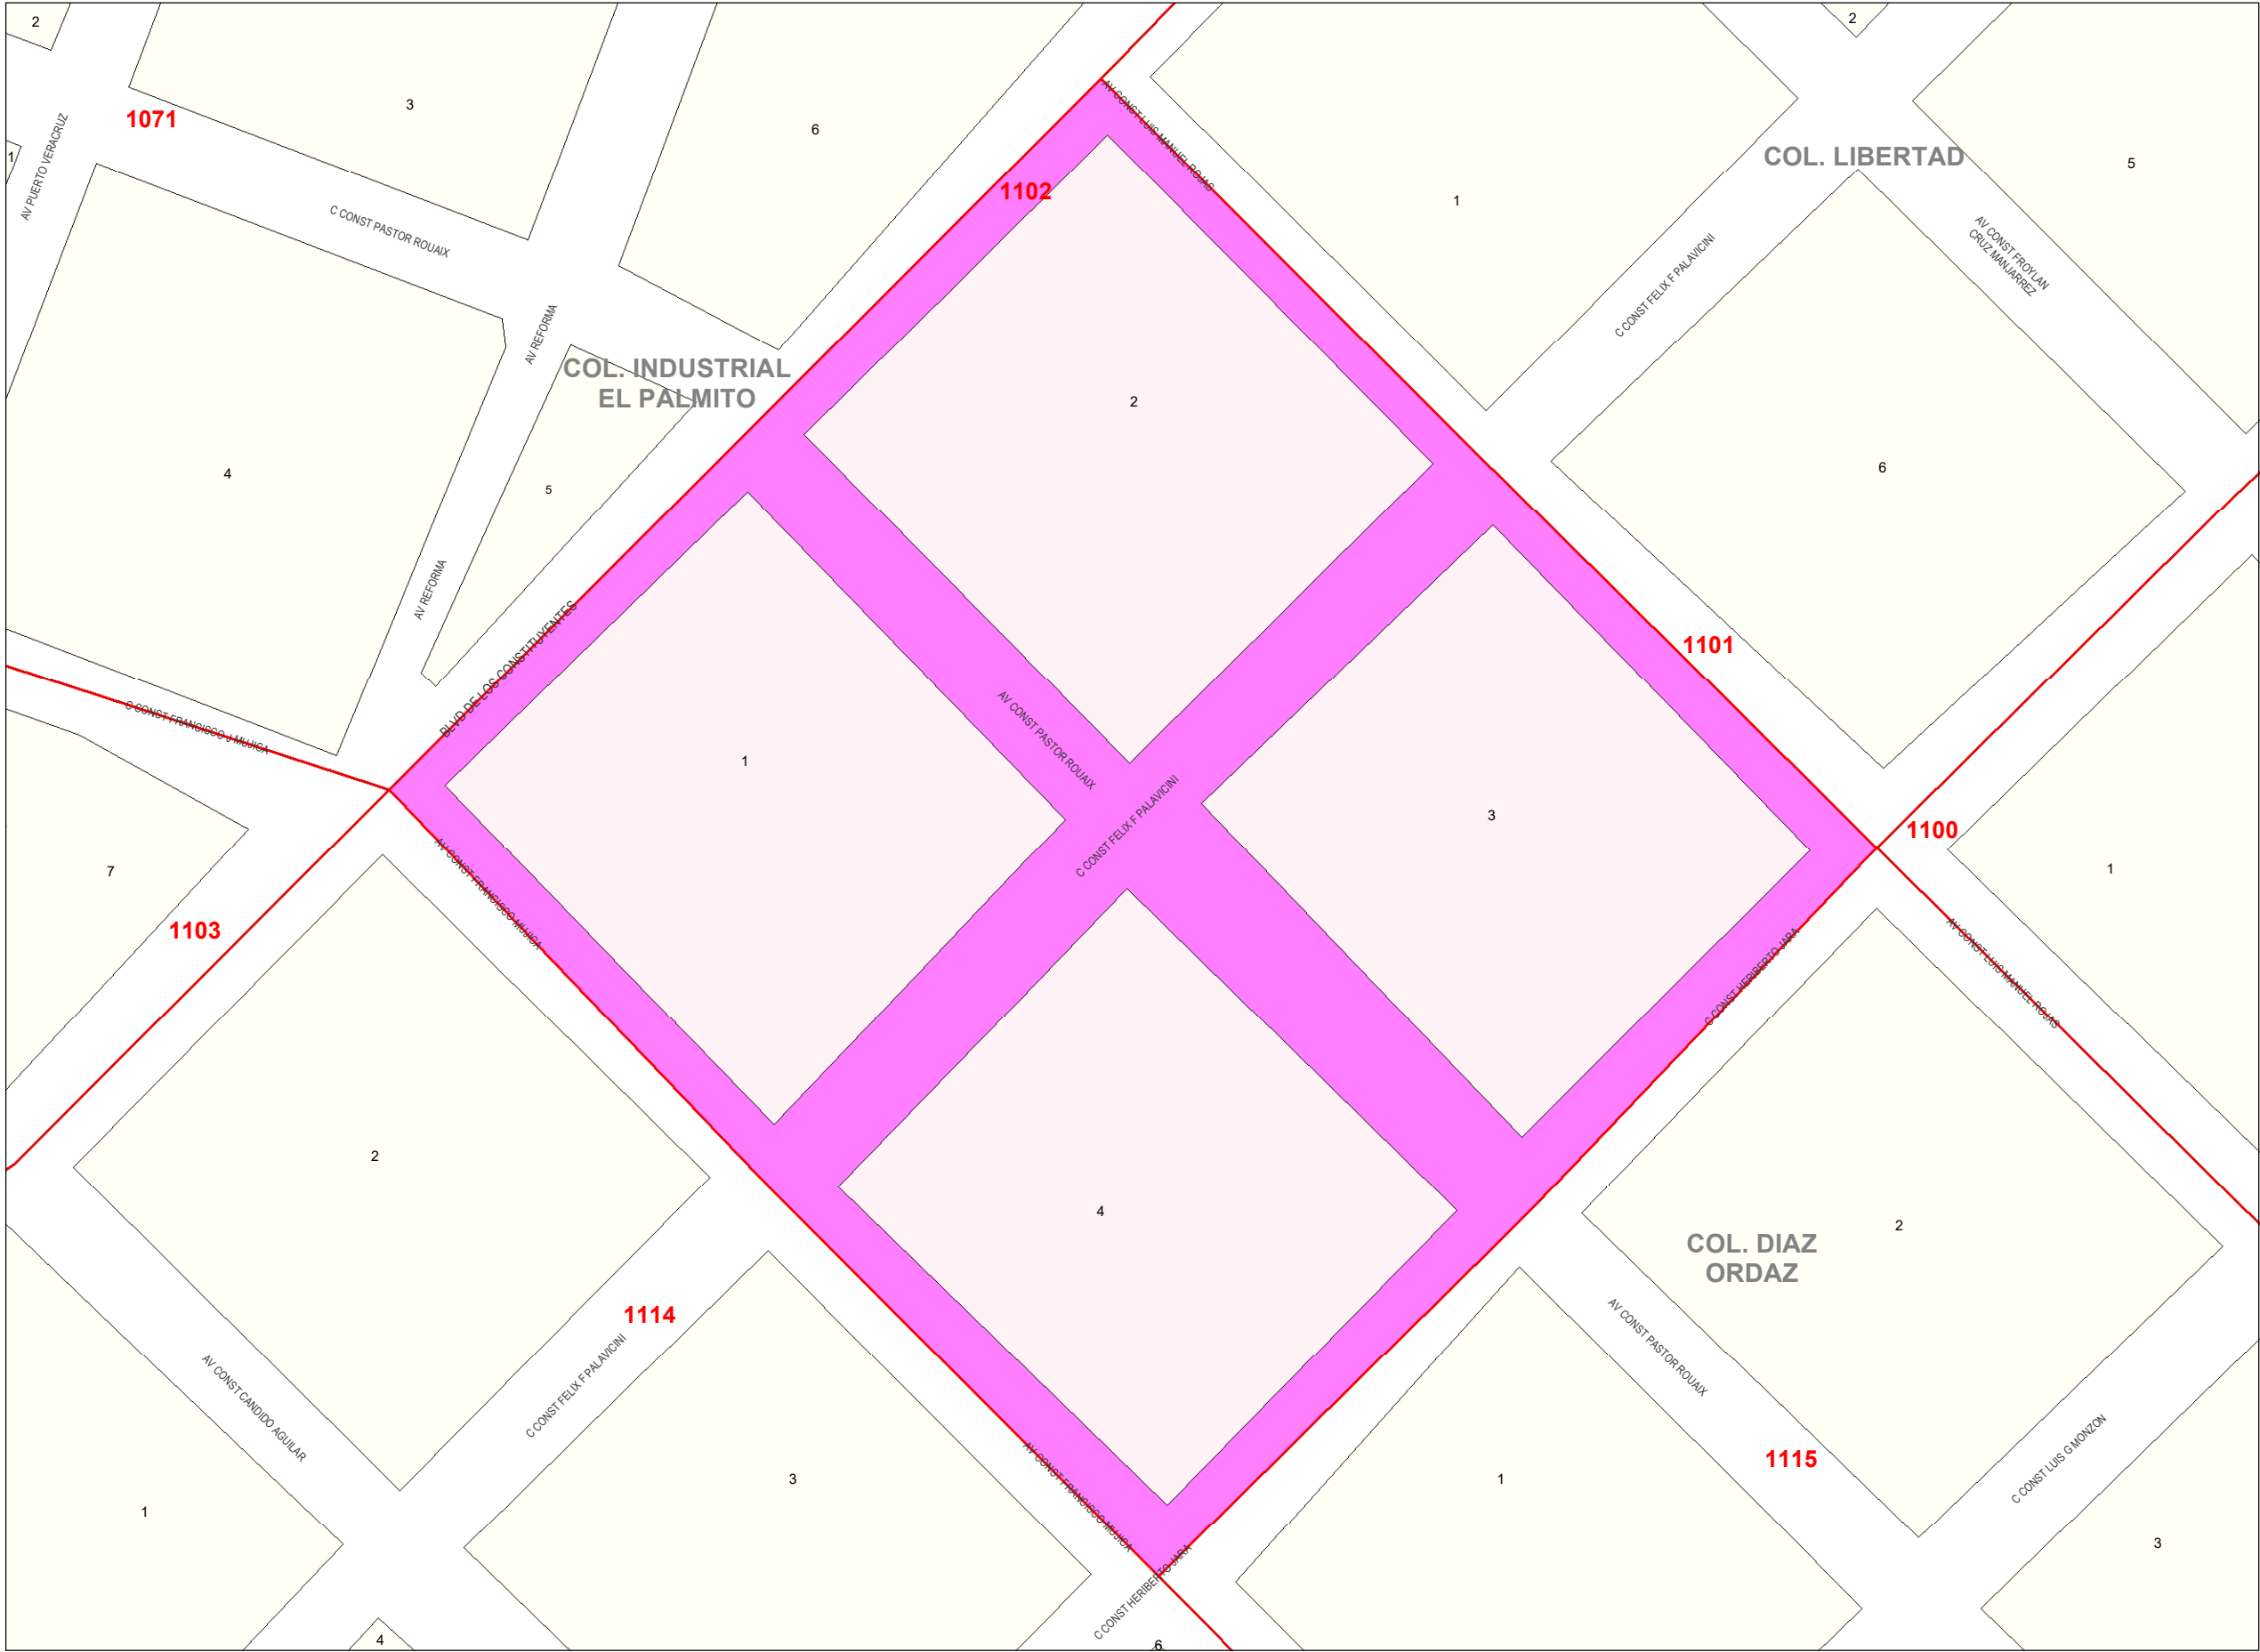 2
2
3
1071
6
AV CONST LUIS MANUEL ROJAS
COL. LIBERTAD
1
5
AV PUERTO VERACRUZ
1102
1
C CONST PASTOR ROUAIX
AV CONST FROYLAN
CRUZ MANJARREZ
C CONST FELIX F PALAVICINI
AV REFORMA
COL. INDUSTRIAL
EL PALMITO
2
4
5
6
AV REFORMA
BLVD DE LOS CONSTITUYENTES
1101
C CONST FRANCISCO J MUJICA
AV CONST PASTOR ROUAIX
1
C CONST FELIX F PALAVICINI
3
1100
7
1
AV CONST FRANCISCO MUJICA
1103
C CONST HERIBERTO JARA
AV CONST LUIS MANUEL ROJAS
2
4
2
COL. DIAZ
ORDAZ
1114
AV CONST PASTOR ROUAIX
AV CONST CANDIDO AGUILAR
C CONST FELIX F PALAVICINI
1115
C CONST LUIS G MONZON
3
1
AV CONST FRANCISCO MUJICA
1
3
C CONST HERIBERTO JARA
4
6